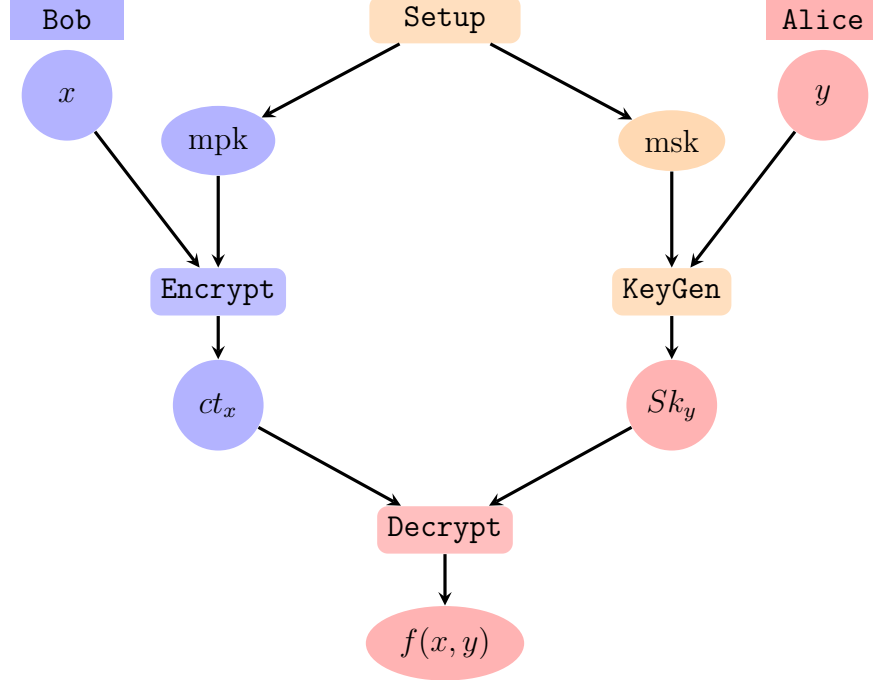 Bob
Setup
Alice
x
y
mpk
msk
Encrypt
KeyGen
ct_x
Sk_y
Decrypt
f(x, y)